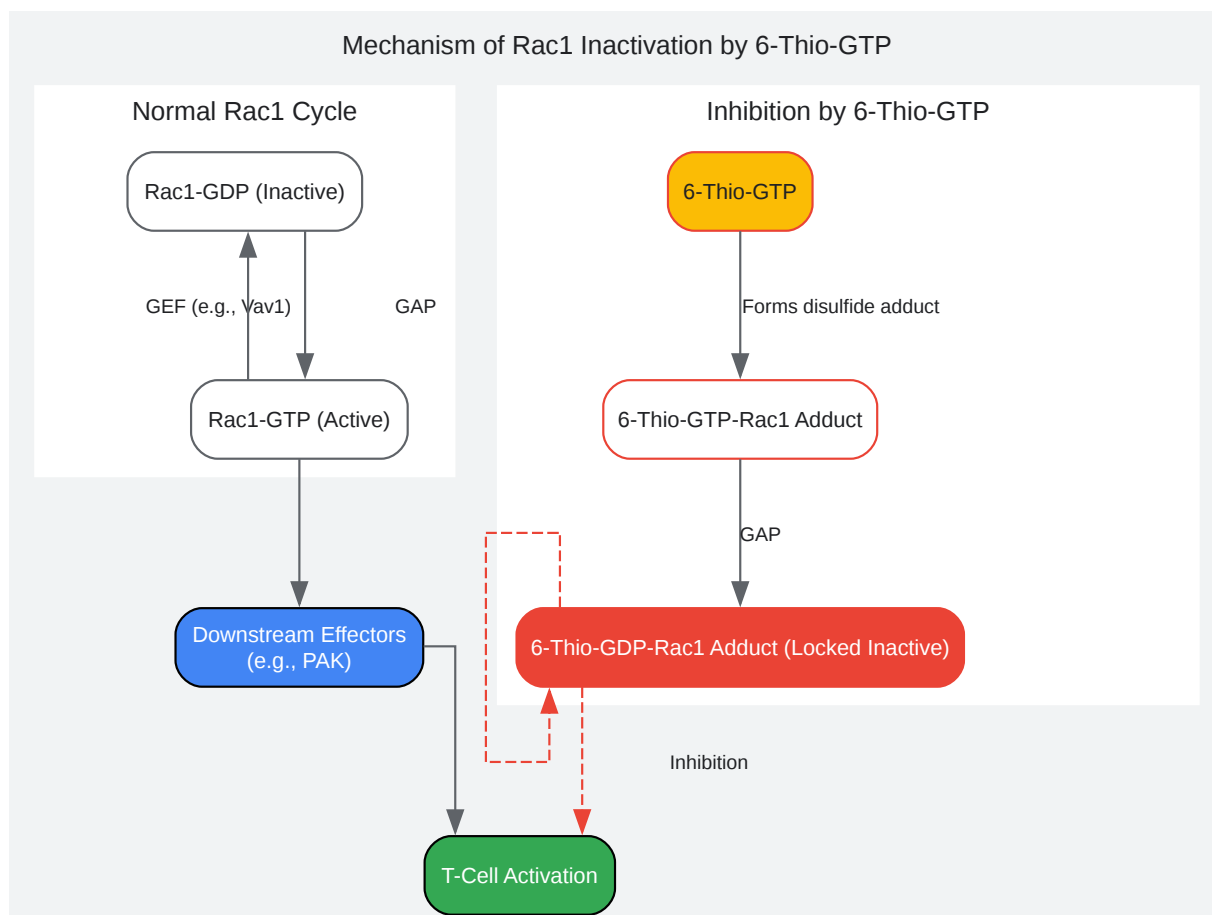 Mechanism of Rac1 Inactivation by 6-Thio-GTP
Normal Rac1 Cycle
Rac1-GDP (Inactive)
GEF (e.g., Vav1)
GAP
Rac1-GTP (Active)
Downstream Effectors
(e.g., PAK)
Inhibition by 6-Thio-GTP
6-Thio-GTP
Forms disulfide adduct
6-Thio-GTP-Rac1 Adduct
GAP
6-Thio-GDP-Rac1 Adduct (Locked Inactive)
Inhibition
T-Cell Activation